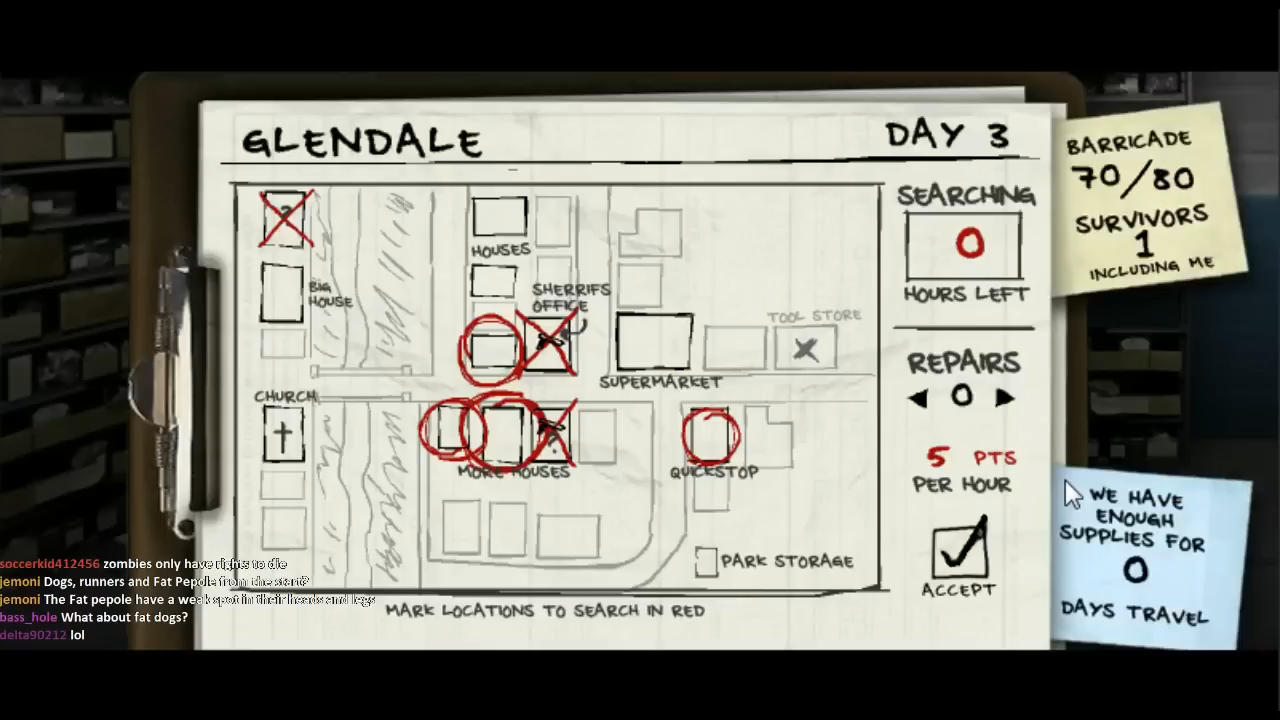 GLENDALE
DAY 3
SEARCHING
0
HOURS LEFT
REPAIRS
0
5 PTS
PER HOUR
ACCEPT
BARRICADE
70/80
SURVIVORS
1
INCLUDING ME
WE HAVE
ENOUGH
SUPPLIES FOR
0
DAYS TRAVEL
?
HOUSES
BIG
HOUSE
SHERRIFS
OFFICE
TOOL STORE
SUPERMARKET
CHURCH
MORE HOUSES
?
QUICKSTOP
PARK STORAGE
MARK LOCATIONS TO SEARCH IN RED
soccerkid412456 zombies only have rights to die
jemoni Dogs, runners and Fat Pepole from the start?
jemoni The Fat pepole have a weak spot in their heads and legs
bass_hole What about fat dogs?
delta90212 lol